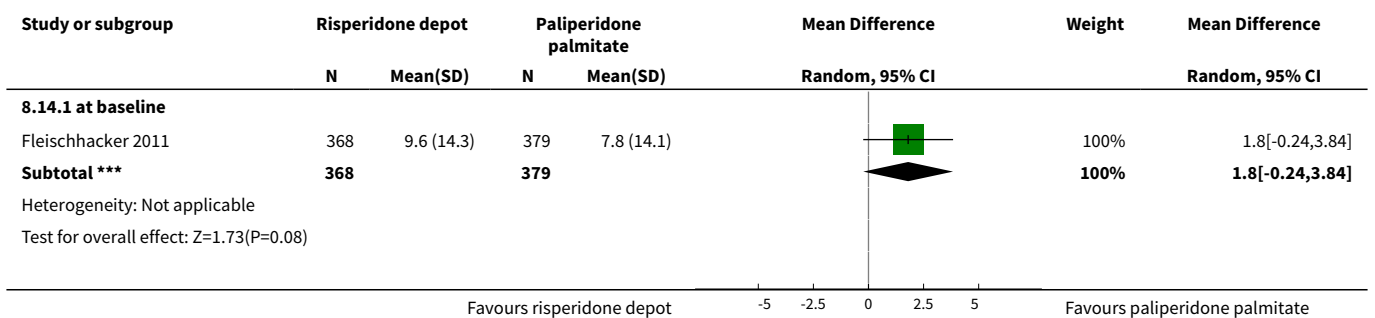 Study or subgroup Risperidone depot Paliperidone palmitate Mean Difference Weight Mean Difference
N Mean(SD) N Mean(SD) Random, 95% CI Random, 95% CI
8.14.1 at baseline
Fleischhacker 2011 368 9.6 (14.3) 379 7.8 (14.1) 100% 1.8[-0.24,3.84]
Subtotal *** 368 379 100% 1.8[-0.24,3.84]
Heterogeneity: Not applicable
Test for overall effect: Z=1.73(P=0.08)
Favours risperidone depot -5 -2.5 0 2.5 5 Favours paliperidone palmitate